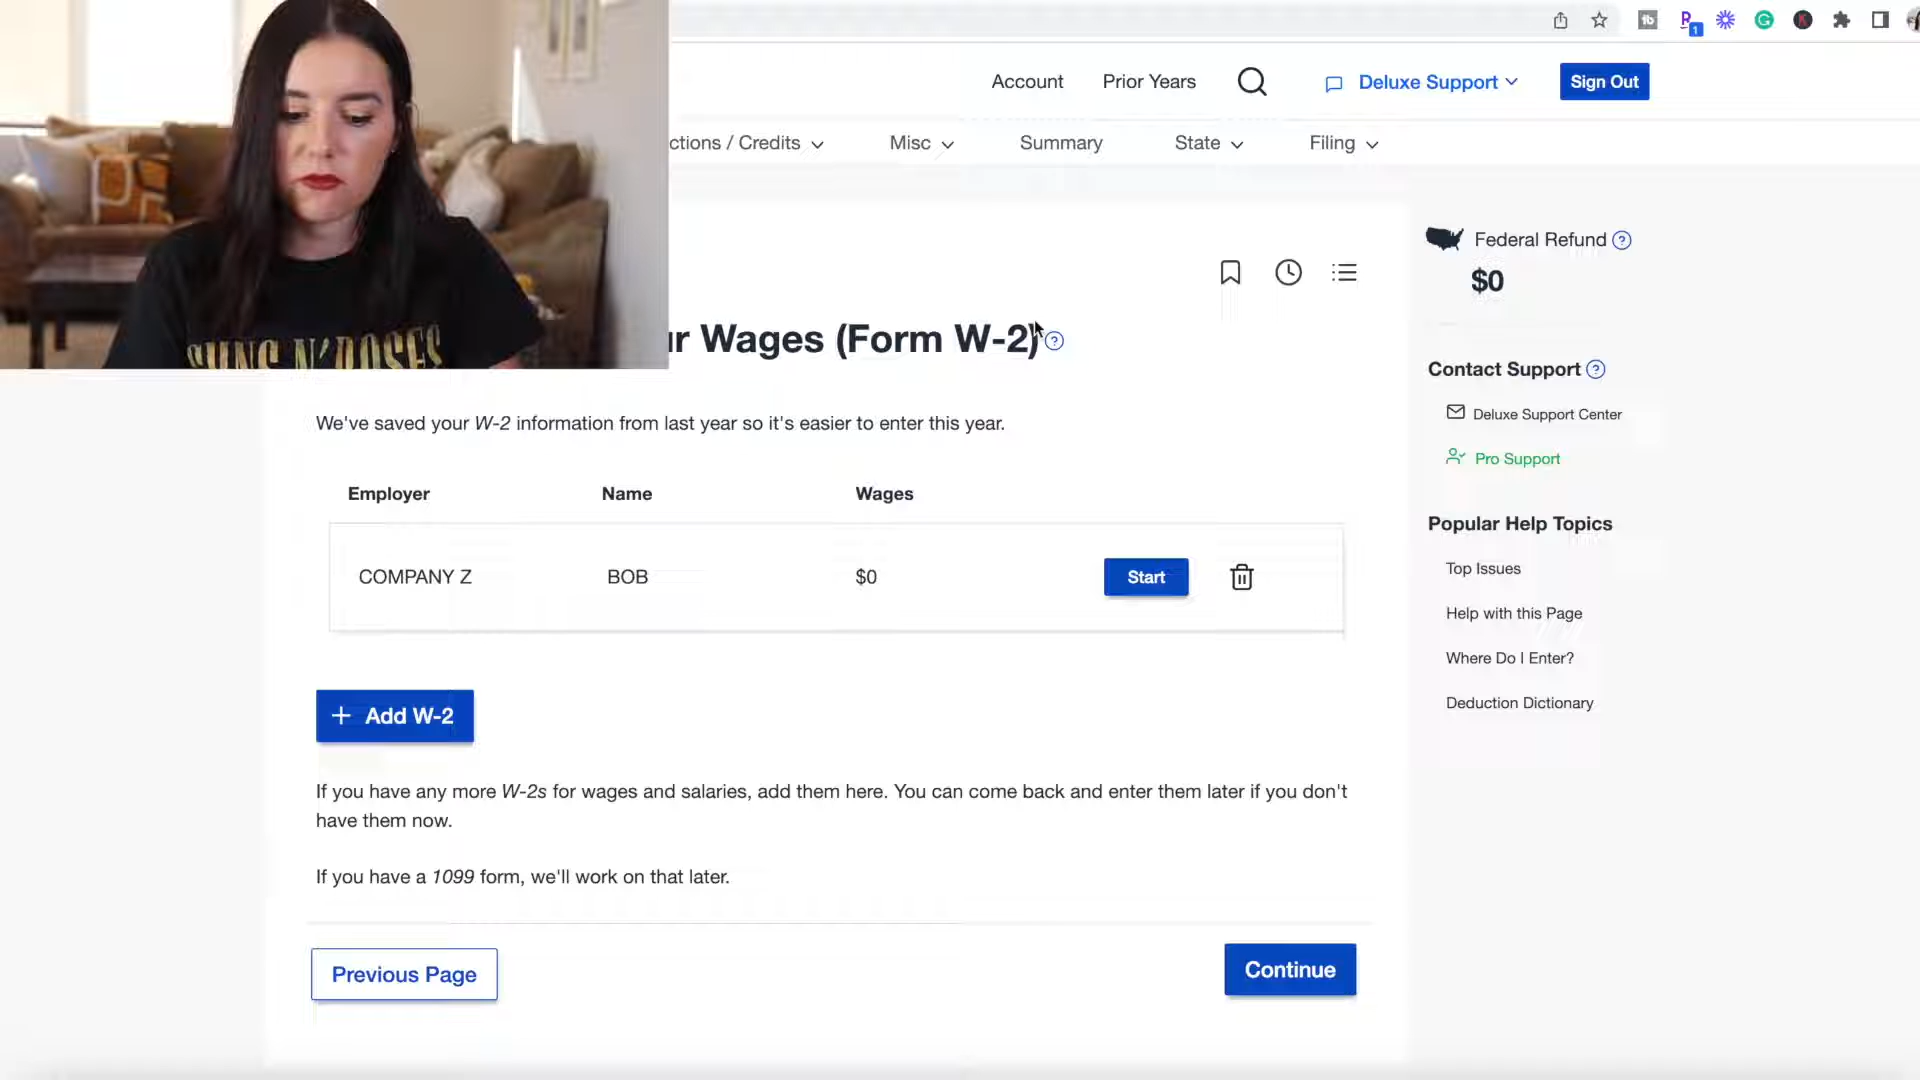 Account
Prior Years
Deluxe Support
Sign Out
ctions / Credits
Misc
Summary
State
Filing
Federal Refund
$0
r Wages (Form W-2)
Contact Support
Deluxe Support Center
Pro Support
Popular Help Topics
Top Issues
Help with this Page
Where Do I Enter?
Deduction Dictionary
We've saved your W-2 information from last year so it's easier to enter this year.
Employer
Name
Wages
COMPANY Z
BOB
$0
Start
+ Add W-2
If you have any more W-2s for wages and salaries, add them here. You can come back and enter them later if you don't
have them now.
If you have a 1099 form, we'll work on that later.
Previous Page
Continue
GUNS N' ROSES
tb
R
1
G
K